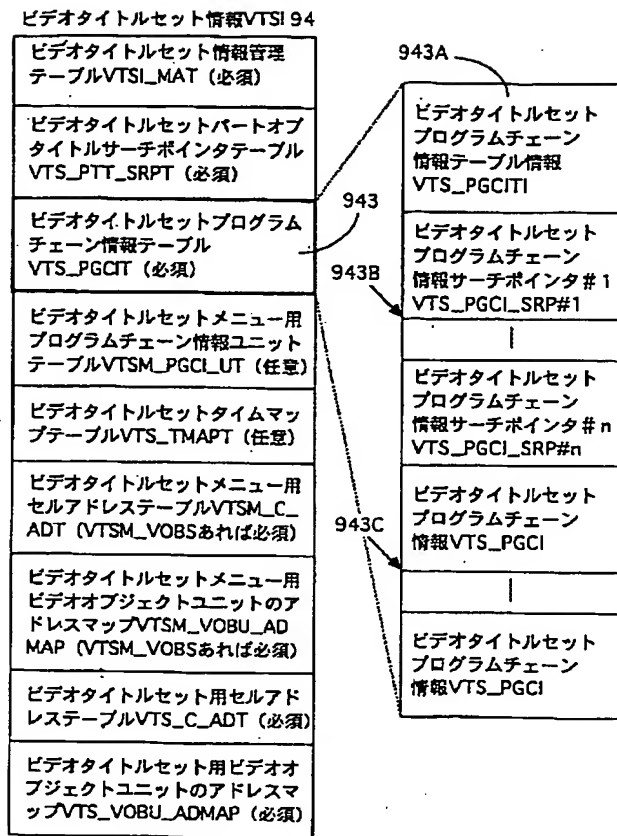 ビデオタイトルセット情報VTSI 94
ビデオタイトルセット情報管理
テーブルVTSI_MAT（必須）
ビデオタイトルセットパートオブ
タイトルサーチポインタテーブル
VTS_PTT_SRPT（必須）
ビデオタイトルセットプログラム
チェーン情報テーブル
VTS_PGCIT（必須）
ビデオタイトルセットメニュー用
プログラムチェーン情報ユニット
テーブルVTSM_PGCI_UT（任意）
ビデオタイトルセットタイムマッ
プテーブルVTS_TMAPT（任意）
ビデオタイトルセットメニュー用
セルアドレステーブルVTSM_C_
ADT（VTSM_VOBSあれば必須）
ビデオタイトルセットメニュー用
ビデオオブジェクトユニットのア
ドレスマップVTSM_VOBU_AD
MAP（VTSM_VOBSあれば必須）
ビデオタイトルセット用セルアド
レステーブルVTS_C_ADT（必須）
ビデオタイトルセット用ビデオオ
ブジェクトユニットのアドレスマ
ップVTS_VOBU_ADMAP（必須）
943
943A
ビデオタイトルセット
プログラムチェーン
情報テーブル情報
VTS_PGCITI
943B
ビデオタイトルセット
プログラムチェーン
情報サーチポインタ＃1
VTS_PGCI_SRP#1
ビデオタイトルセット
プログラムチェーン
情報サーチポインタ＃n
VTS_PGCI_SRP#n
943C
ビデオタイトルセット
プログラムチェーン
情報VTS_PGCI
ビデオタイトルセット
プログラムチェーン
情報VTS_PGCI